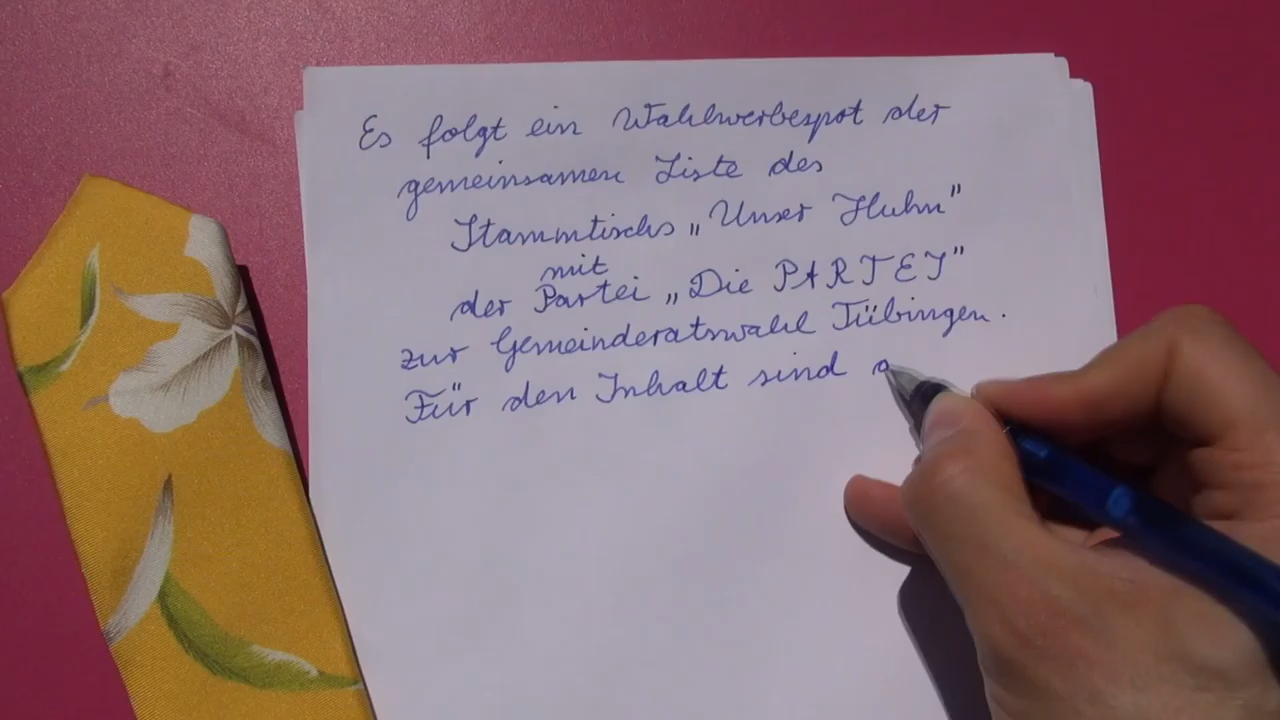 Es folgt ein Wahlwerbespot der
gemeinsamen Liste des
Stammtischs „Unser Huhn"
mit
der Partei „Die PARTEI"
zur Gemeinderatswahl Tübingen.
Für den Inhalt sind a